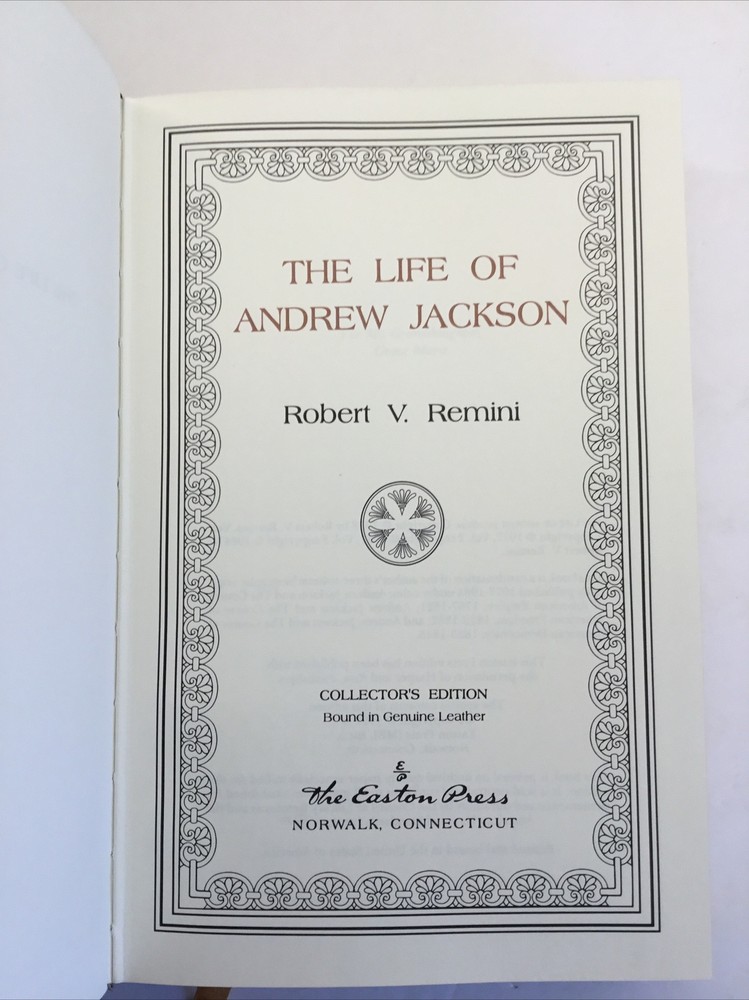 THE LIFE OF
ANDREW JACKSON
Robert V. Remini
COLLECTOR'S EDITION
Bound in Genuine Leather
E
P
The Easton Press
NORWALK, CONNECTICUT